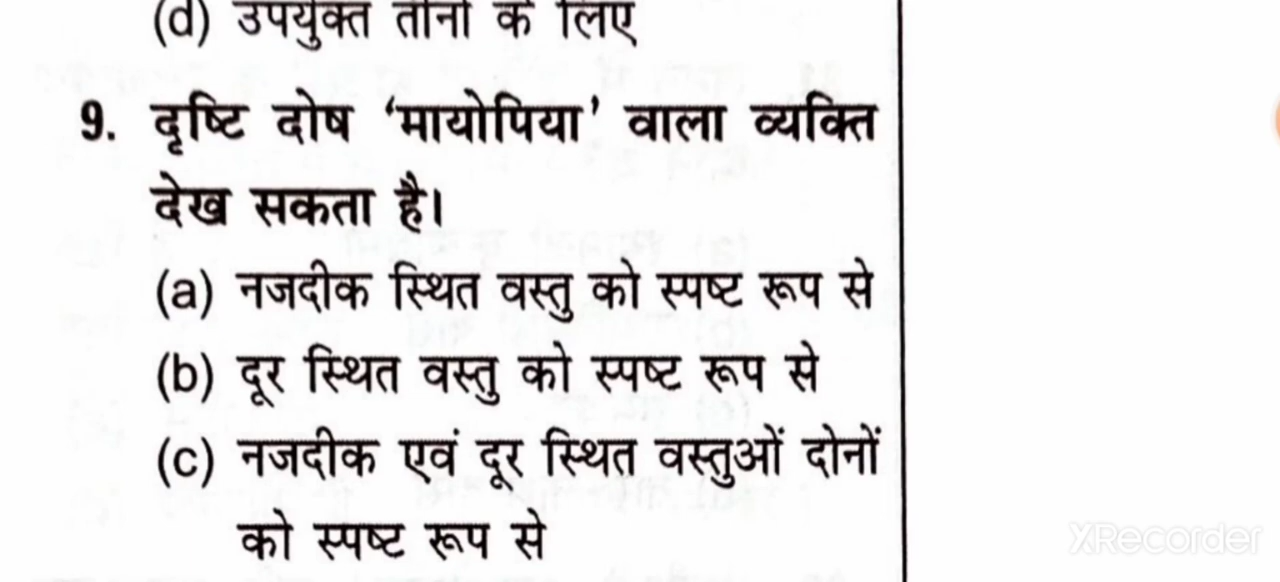 (d) उपर्युक्त तीनों के लिए
9. दृष्टि दोष ‘मायोपिया’ वाला व्यक्ति
देख सकता है।
(a) नजदीक स्थित वस्तु को स्पष्ट रूप से
(b) दूर स्थित वस्तु को स्पष्ट रूप से
(c) नजदीक एवं दूर स्थित वस्तुओं दोनों
को स्पष्ट रूप से
XRecorder